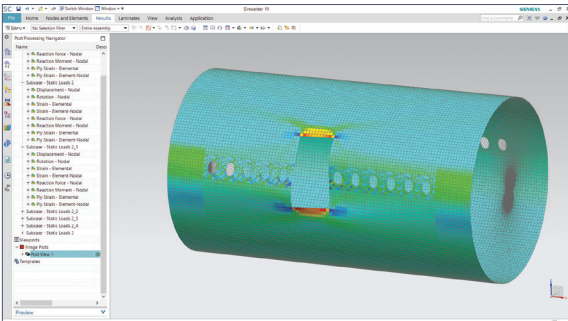 SC
Switch Window
Window
Simcenter 3D
SIEMENS
File
Home
Nodes and Elements
Results
Laminates
View
Analysis
Application
Menu
No Selection Filter
Entire Assembly
Post Processing Navigator
Name
Reaction Force - Nodal
Reaction Moment - Nodal
Ply Strain - Elemental
Ply Strain - Element-Nodal
Subcase - Static Loads 2
Displacement - Nodal
Rotation - Nodal
Strain - Elemental
Strain - Element-Nodal
Reaction Force - Nodal
Reaction Moment - Nodal
Ply Strain - Elemental
Ply Strain - Element-Nodal
Subcase - Static Loads 2_1
Displacement - Nodal
Rotation - Nodal
Strain - Elemental
Strain - Element-Nodal
Reaction Force - Nodal
Reaction Moment - Nodal
Ply Strain - Elemental
Ply Strain - Element-Nodal
Subcase - Static Loads 2_2
Subcase - Static Loads 2_3
Subcase - Static Loads 2_4
Subcase - Static Loads 3
Viewports
Fringe Plots
Post View 1
Templates
Preview